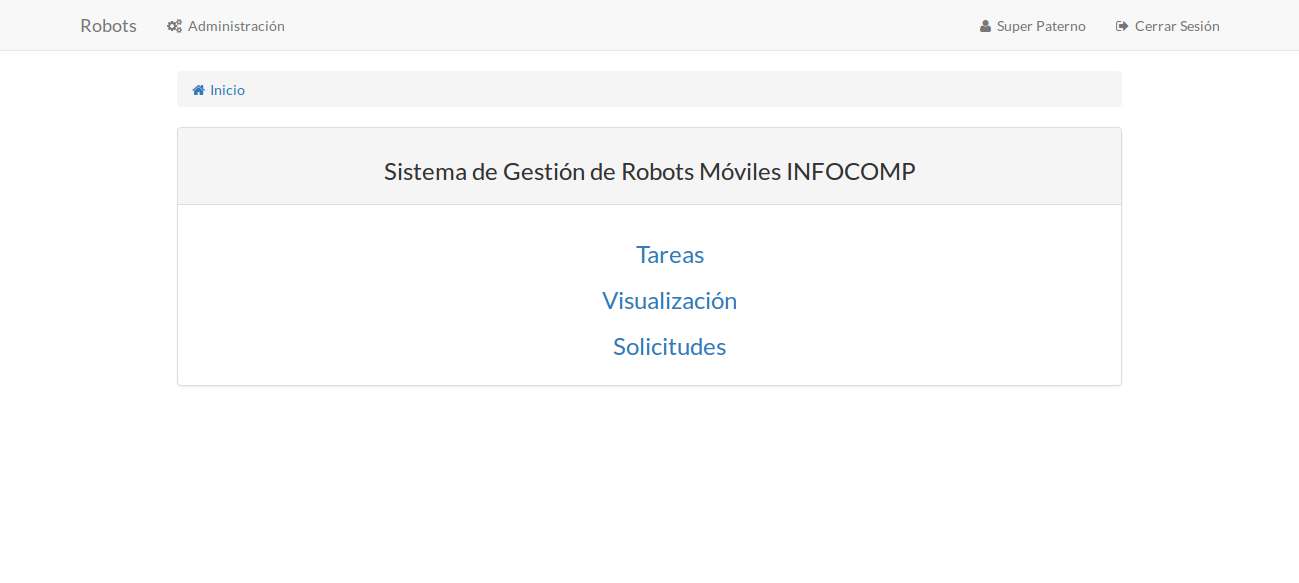 Robots Administración Super Paterno Cerrar Sesión
Inicio
Sistema de Gestión de Robots Móviles INFOCOMP
Tareas
Visualización
Solicitudes